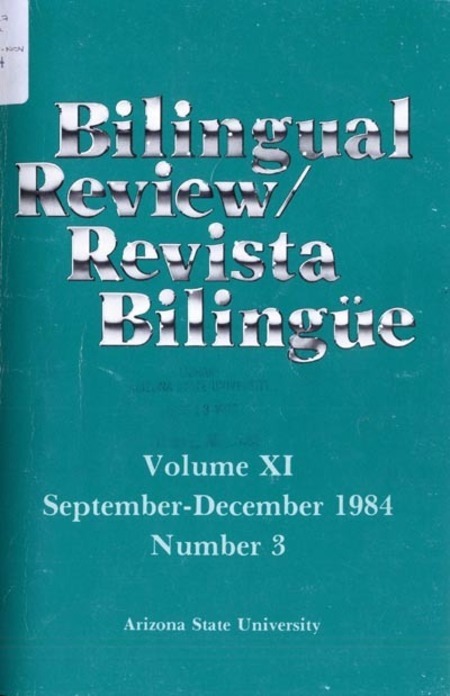 Bilingual
Review/
Revista
Bilingüe
Volume XI
September-December 1984
Number 3
Arizona State University